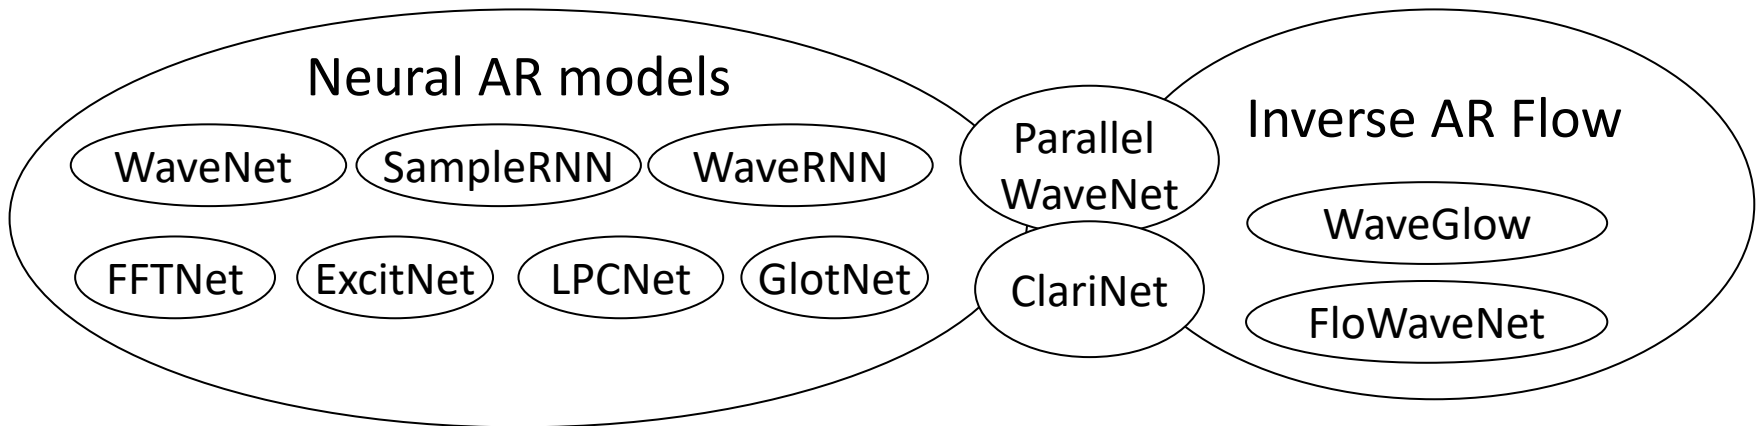 Neural AR models
WaveNet
SampleRNN
WaveRNN
FFTNet
ExcitNet
LPCNet
GlotNet
Parallel
WaveNet
ClariNet
Inverse AR Flow
WaveGlow
FloWaveNet